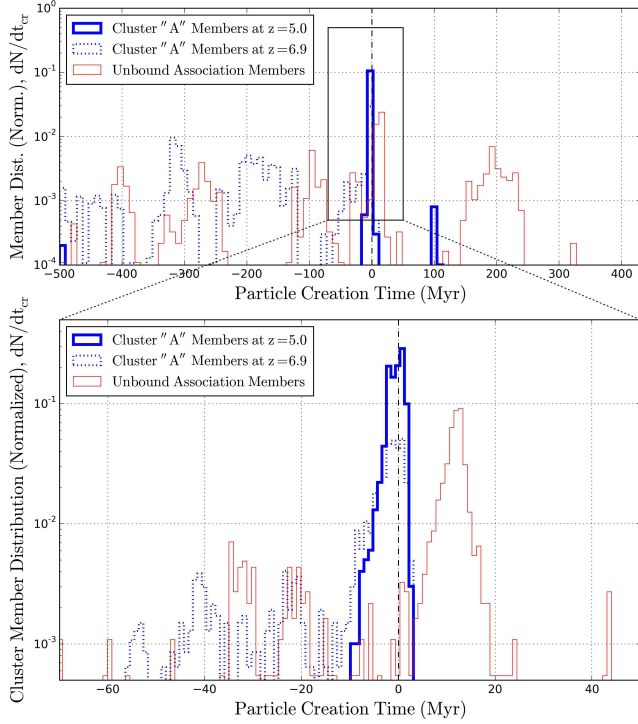 Member Dist. (Norm.), dN/dt_cr
10^0
10^-1
10^-2
10^-3
10^-4
Cluster "A" Members at z=5.0
Cluster "A" Members at z=6.9
Unbound Association Members
-500 -400 -300 -200 -100 0 100 200 300 400
Particle Creation Time (Myr)
Cluster Member Distribution (Normalized), dN/dt_cr
10^-1
10^-2
10^-3
Cluster "A" Members at z=5.0
Cluster "A" Members at z=6.9
Unbound Association Members
-60 -40 -20 0 20 40
Particle Creation Time (Myr)